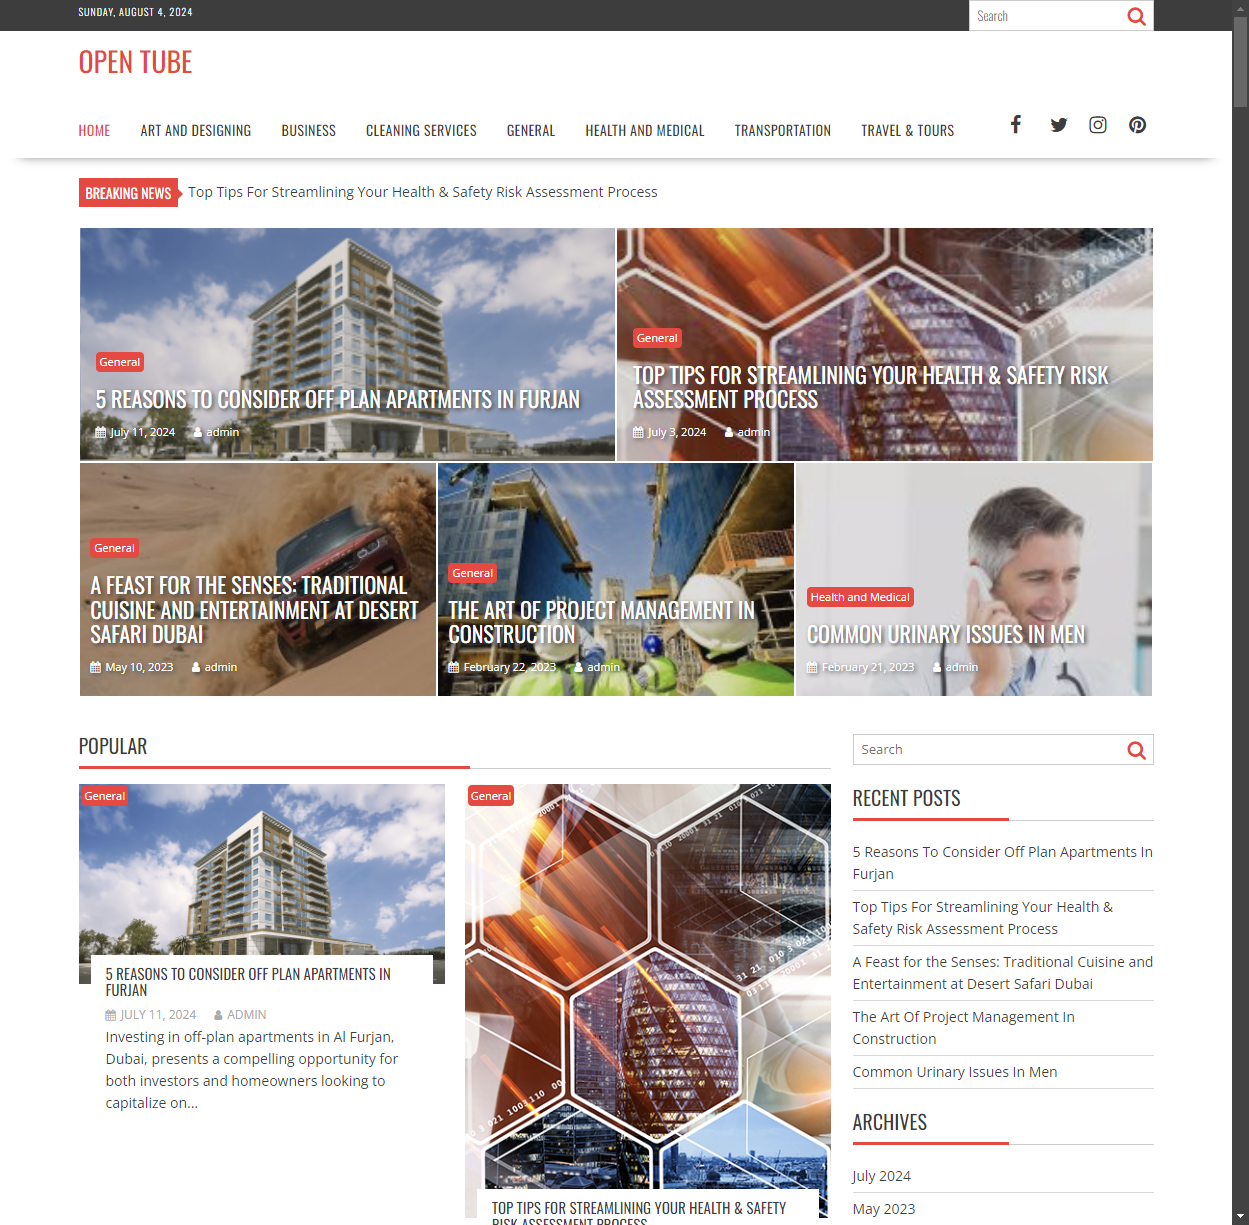 SUNDAY, AUGUST 4, 2024
Search
OPEN TUBE
HOME
ART AND DESIGNING
BUSINESS
CLEANING SERVICES
GENERAL
HEALTH AND MEDICAL
TRANSPORTATION
TRAVEL & TOURS
BREAKING NEWS
Top Tips For Streamlining Your Health & Safety Risk Assessment Process
General
5 REASONS TO CONSIDER OFF PLAN APARTMENTS IN FURJAN
July 11, 2024 admin
General
TOP TIPS FOR STREAMLINING YOUR HEALTH & SAFETY RISK
ASSESSMENT PROCESS
July 3, 2024 admin
General
A FEAST FOR THE SENSES: TRADITIONAL
CUISINE AND ENTERTAINMENT AT DESERT
SAFARI DUBAI
May 10, 2023 admin
General
THE ART OF PROJECT MANAGEMENT IN
CONSTRUCTION
February 22, 2023 admin
Health and Medical
COMMON URINARY ISSUES IN MEN
February 21, 2023 admin
POPULAR
General
5 REASONS TO CONSIDER OFF PLAN APARTMENTS IN
FURJAN
JULY 11, 2024 ADMIN
Investing in off-plan apartments in Al Furjan,
Dubai, presents a compelling opportunity for
both investors and homeowners looking to
capitalize on...
General
TOP TIPS FOR STREAMLINING YOUR HEALTH & SAFETY
RISK ASSESSMENT PROCESS
Search
RECENT POSTS
5 Reasons To Consider Off Plan Apartments In
Furjan
Top Tips For Streamlining Your Health &
Safety Risk Assessment Process
A Feast for the Senses: Traditional Cuisine and
Entertainment at Desert Safari Dubai
The Art Of Project Management In
Construction
Common Urinary Issues In Men
ARCHIVES
July 2024
May 2023